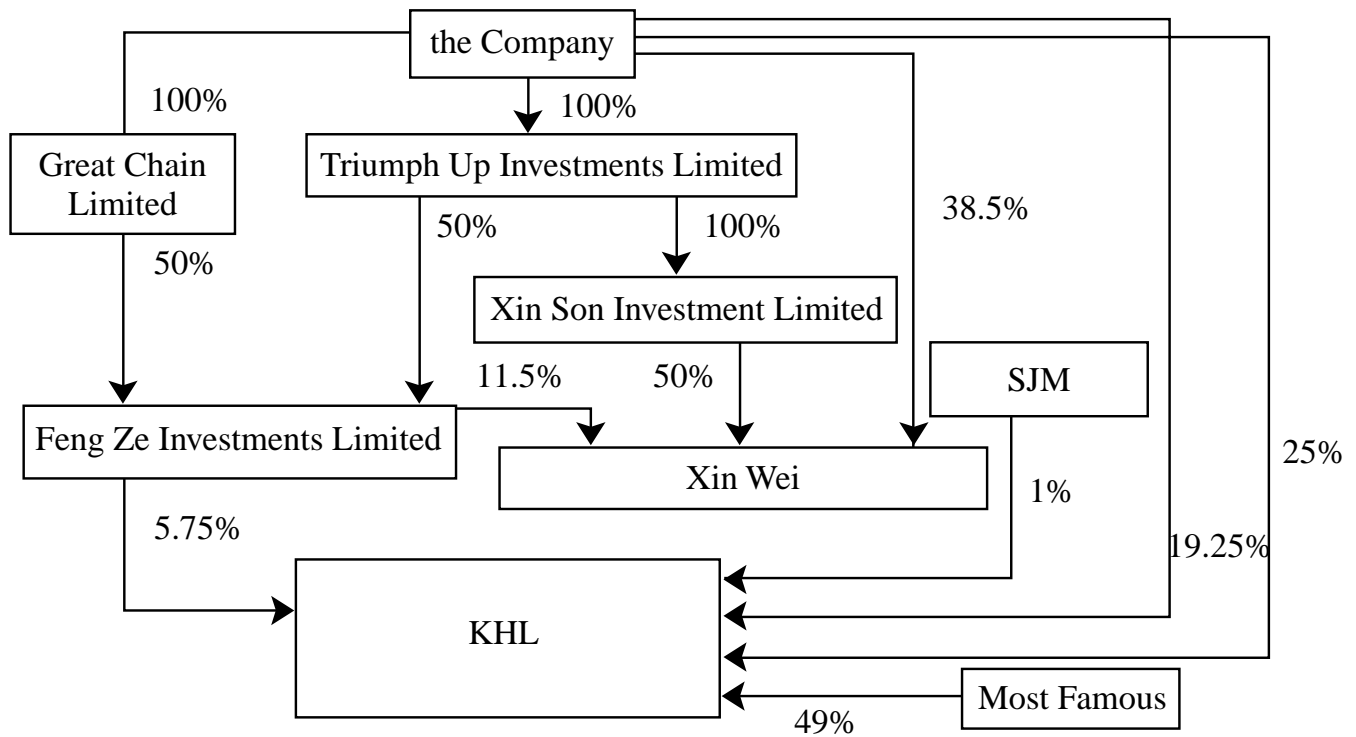 the Company
100%
100%
Great Chain
Limited
Triumph Up Investments Limited
38.5%
50%
100%
50%
Xin Son Investment Limited
11.5%
50%
SJM
Feng Ze Investments Limited
25%
Xin Wei
1%
5.75%
19.25%
KHL
Most Famous
49%